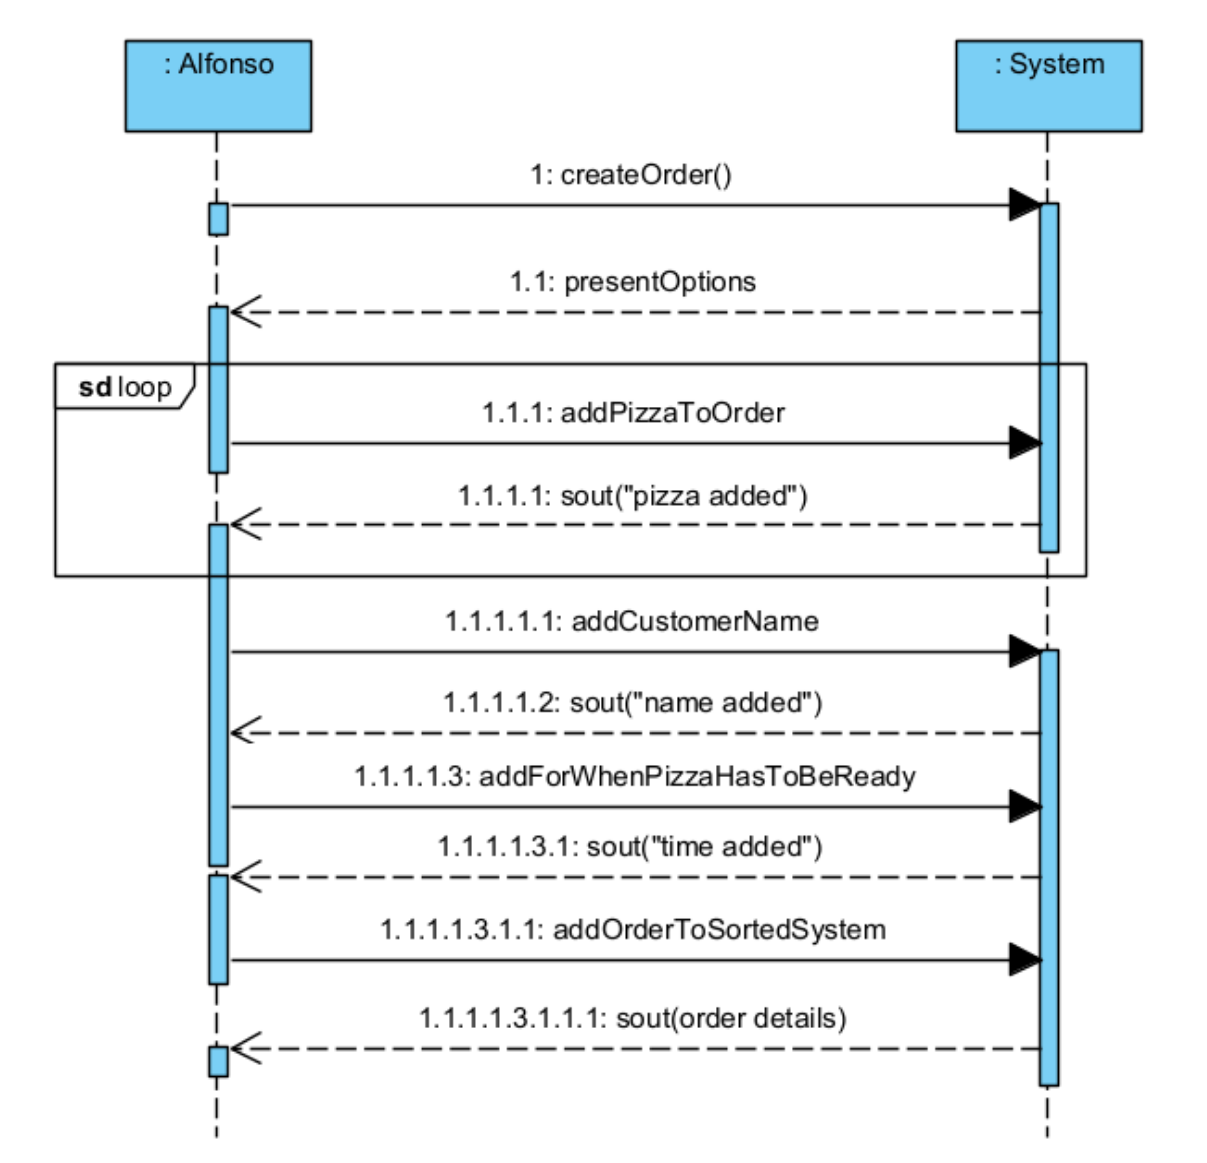 : Alfonso
: System
1: createOrder()
1.1: presentOptions
sd loop
1.1.1: addPizzaToOrder
1.1.1.1: sout("pizza added")
1.1.1.1.1: addCustomerName
1.1.1.1.2: sout("name added")
1.1.1.1.3: addForWhenPizzaHasToBeReady
1.1.1.1.3.1: sout("time added")
1.1.1.1.3.1.1: addOrderToSortedSystem
1.1.1.1.3.1.1.1: sout(order details)